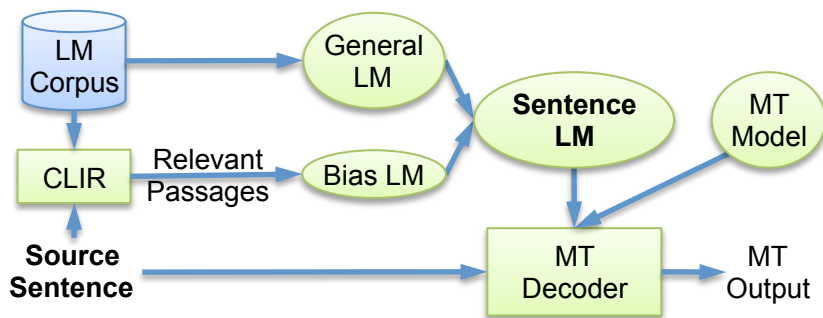 LM
Corpus
General
LM
Sentence
LM
MT
Model
CLIR
Relevant
Passages
Bias LM
Source
Sentence
MT
Decoder
MT
Output